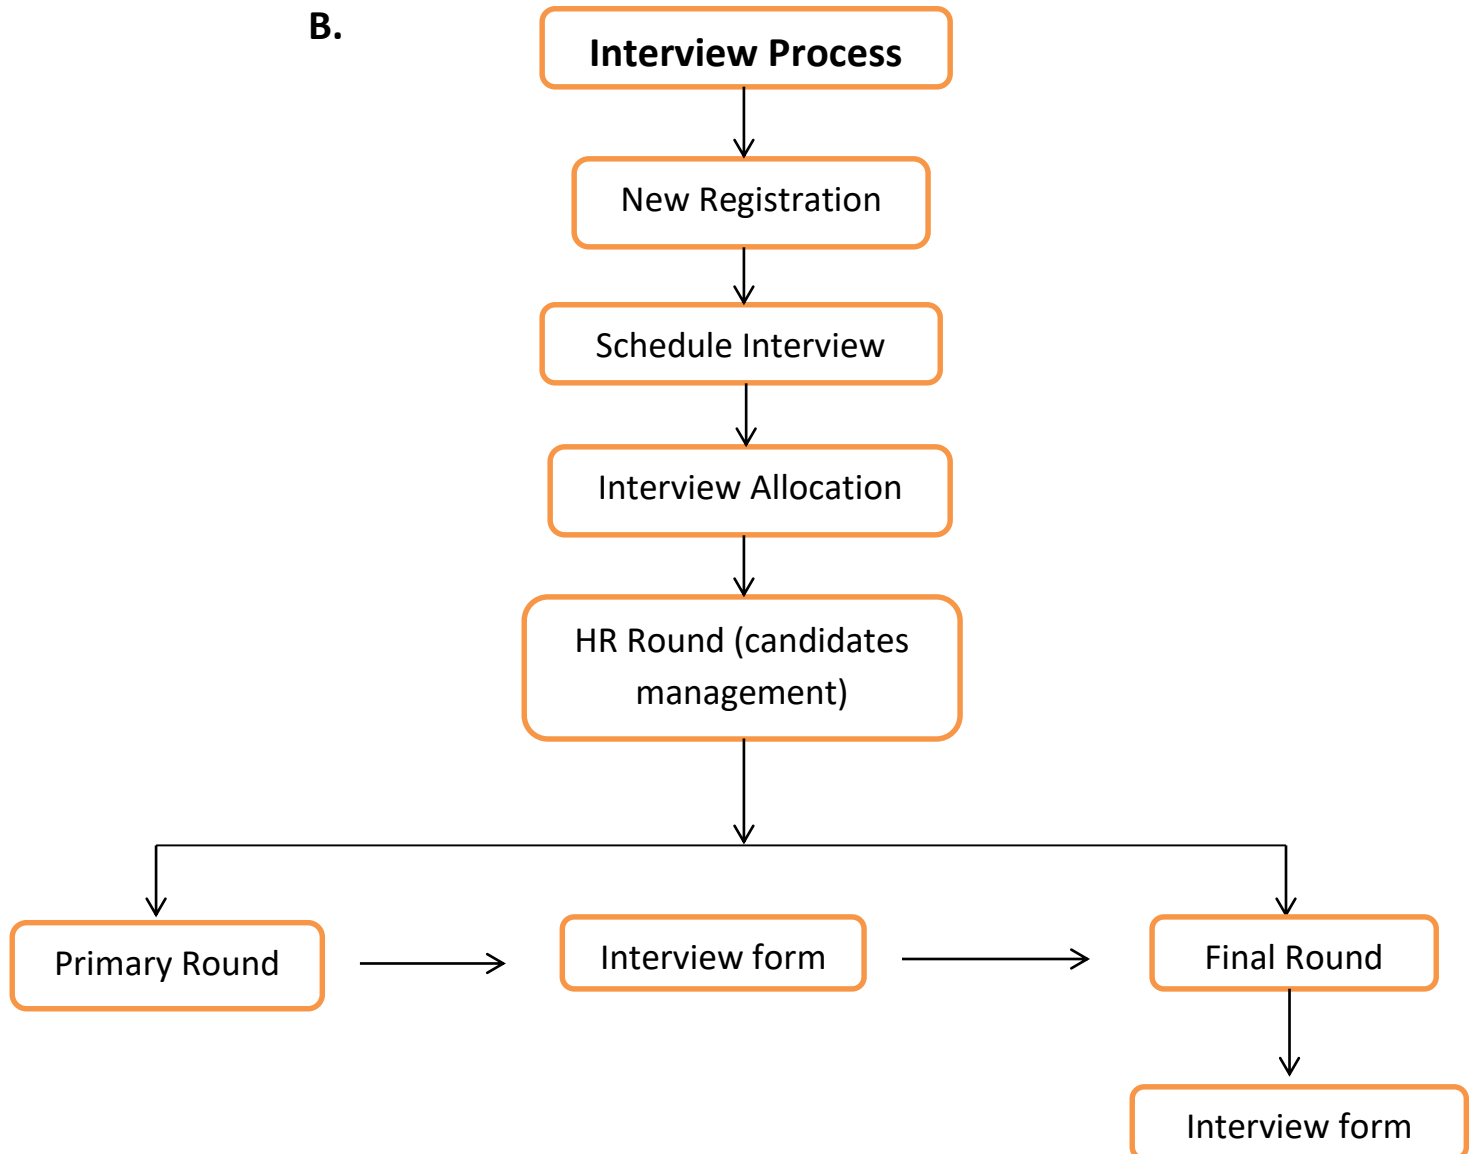 B.
Interview Process
New Registration
Schedule Interview
Interview Allocation
HR Round (candidates
management)
Primary Round
Interview form
Final Round
Interview form